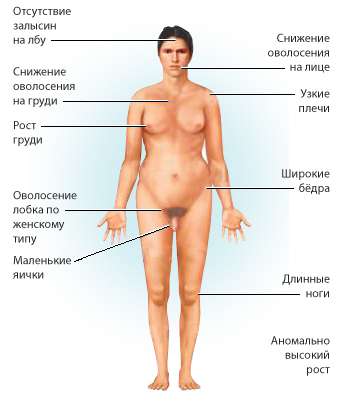 Отсутствие
залысин
на лбу
Снижение
оволосения
на груди
Рост
груди
Оволосение
лобка по
женскому
типу
Маленькие
яички
Снижение
оволосения
на лице
Узкие
плечи
Широкие
бёдра
Длинные
ноги
Аномально
высокий
рост